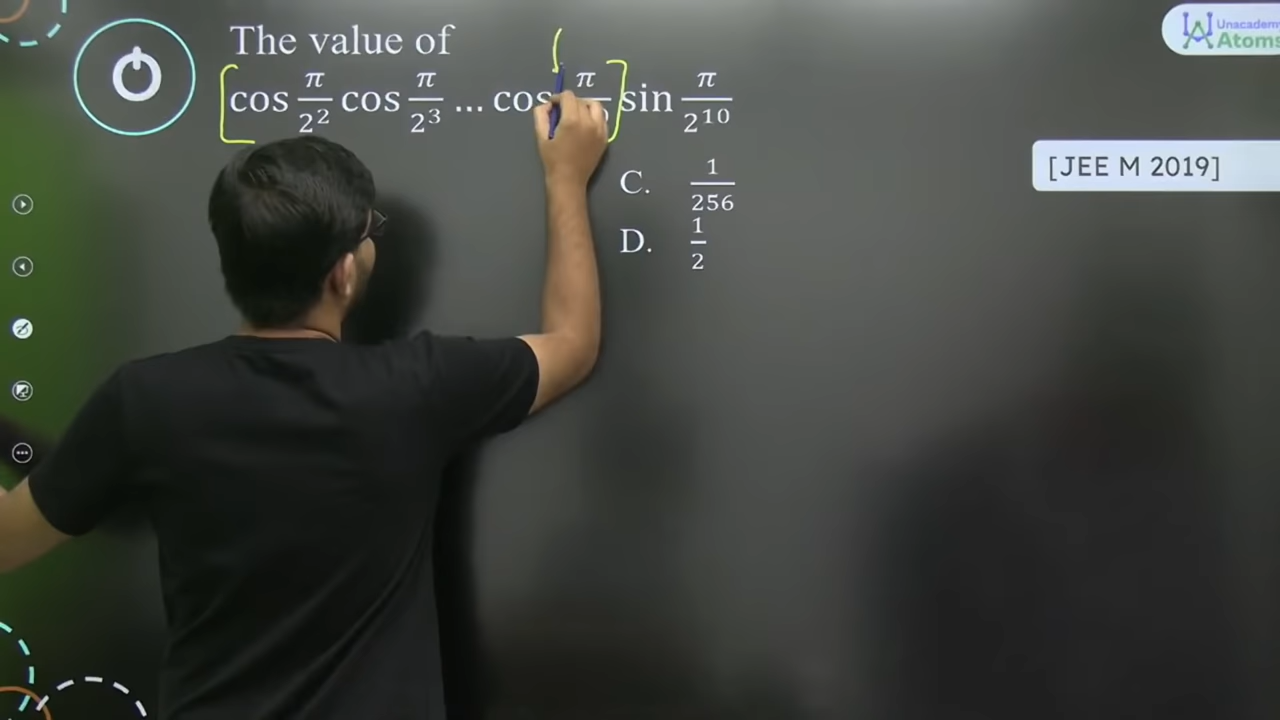 The value of
cos π/2² cos π/2³ ... cos π sin π/2¹⁰
C. 1/256
D. 1/2
[JEE M 2019]
Unacademy
Atoms